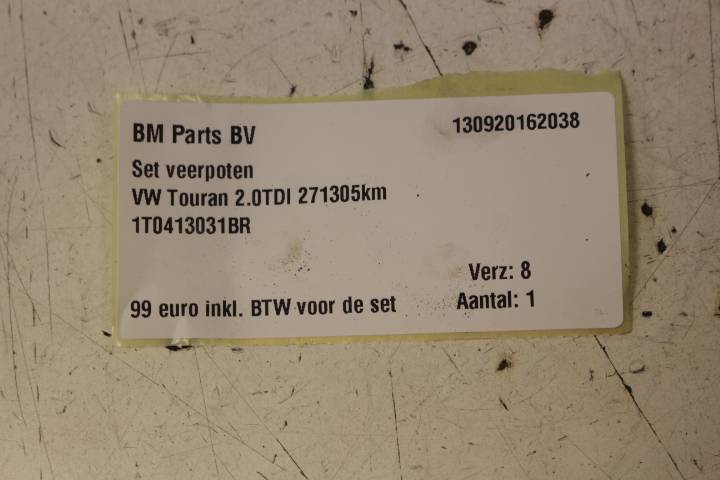 BM Parts BV 130920162038
Set veerpoten
VW Touran 2.0TDI 271305km
1T0413031BR
Verz: 8
99 euro inkl. BTW voor de set Aantal: 1